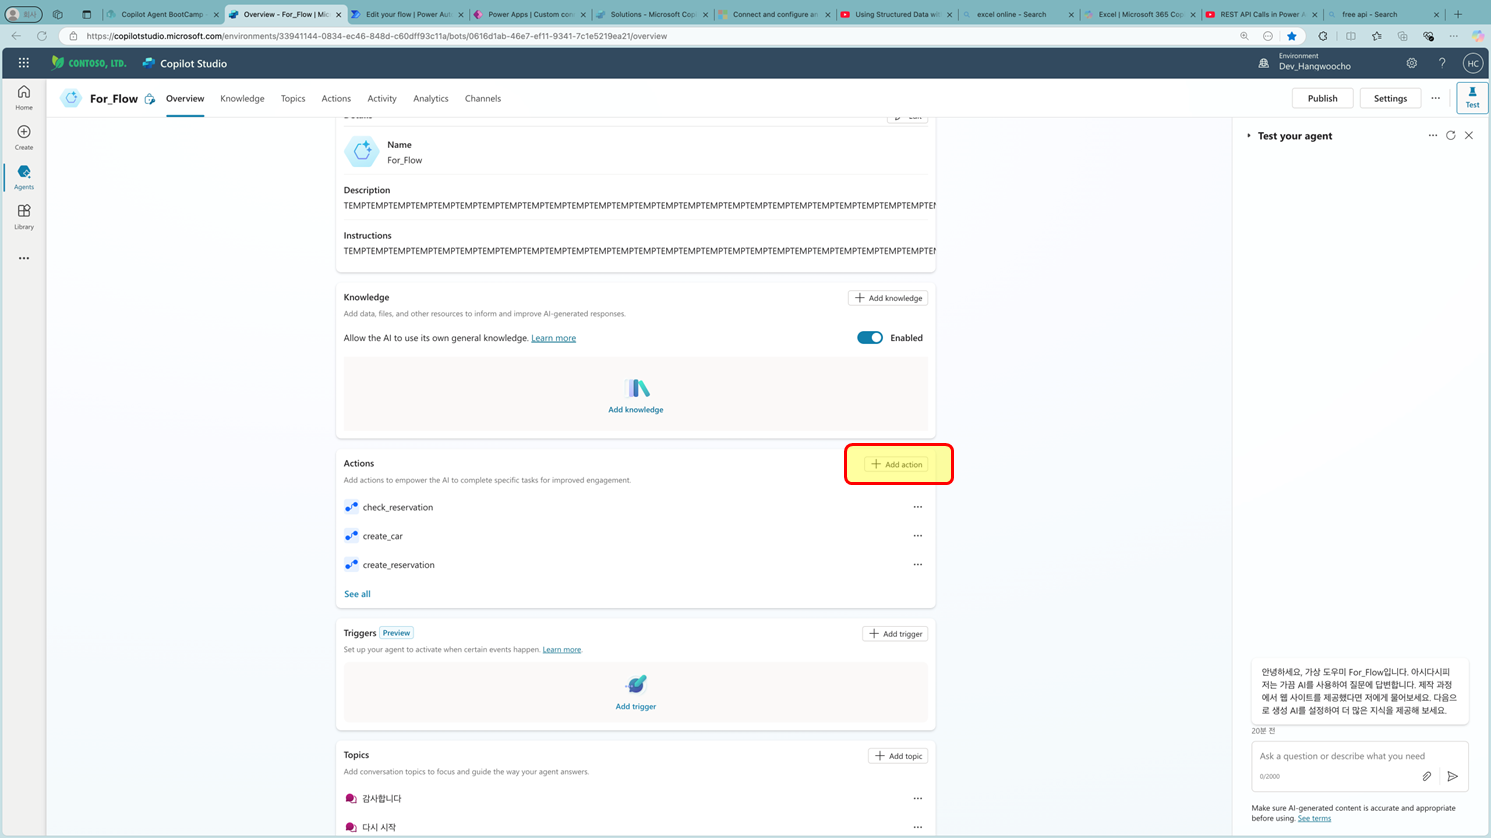 회사
Copilot Agent BootCamp
Overview - For_Flow | Mic
Edit your flow | Power Aut
Power Apps | Custom con
Solutions - Microsoft Cop
Connect and configure an
Using Structured Data wit
excel online - Search
Excel | Microsoft 365 Cop
REST API Calls in Power A
free api - Search
https://copilotstudio.microsoft.com/environments/33941144-0834-ec46-848d-c60dff93c11a/bots/0616d1ab-46e7-ef11-9341-7c1e5219ea21/overview
CONTOSO, LTD.
Copilot Studio
Environment
Dev_Hangwoocho
HC
For_Flow
Overview
Knowledge
Topics
Actions
Activity
Analytics
Channels
Publish
Settings
Test
Home
Create
Agents
Library
Name
For_Flow
Description
TEMPTEMPTEMPTEMPTEMPTEMPTEMPTEMPTEMPTEMPTEMPTEMPTEMPTEMPTEMPTEMPTEMPTEMPTEMPTEMPTEMPTEMPTEMPTEMPTEMPTEMPTEM
Instructions
TEMPTEMPTEMPTEMPTEMPTEMPTEMPTEMPTEMPTEMPTEMPTEMPTEMPTEMPTEMPTEMPTEMPTEMPTEMPTEMPTEMPTEMPTEMPTEMPTEMPTEMPTEM
Knowledge
Add knowledge
Add data, files, and other resources to inform and improve AI-generated responses.
Allow the AI to use its own general knowledge. Learn more
Enabled
Add knowledge
Actions
Add action
Add actions to empower the AI to complete specific tasks for improved engagement.
check_reservation
create_car
create_reservation
See all
Triggers Preview
Add trigger
Set up your agent to activate when certain events happen. Learn more.
Add trigger
Topics
Add topic
Add conversation topics to focus and guide the way your agent answers.
감사합니다
다시 시작
Test your agent
안녕하세요, 가상 도우미 For_Flow입니다. 아시다시피
저는 가끔 AI를 사용하여 질문에 답변합니다. 제작 과정
에서 웹 사이트를 제공했다면 저에게 물어보세요. 다음으
로 생성 AI를 설정하여 더 많은 지식을 제공해 보세요.
20분 전
Ask a question or describe what you need
0/2000
Make sure AI-generated content is accurate and appropriate
before using. See terms